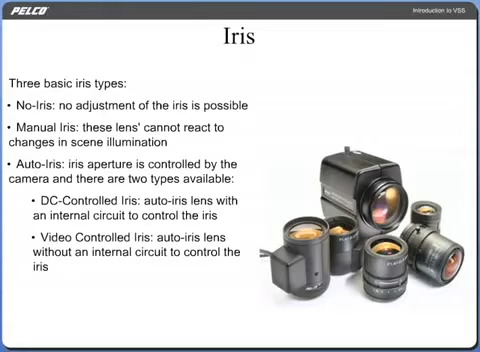 PELCO
Introduction to VSS
Iris
Three basic iris types:
• No-Iris: no adjustment of the iris is possible
• Manual Iris: these lens' cannot react to
changes in scene illumination
• Auto-Iris: iris aperture is controlled by the
camera and there are two types available:
• DC-Controlled Iris: auto-iris lens with
an internal circuit to control the iris
• Video Controlled Iris: auto-iris lens
without an internal circuit to control the
iris